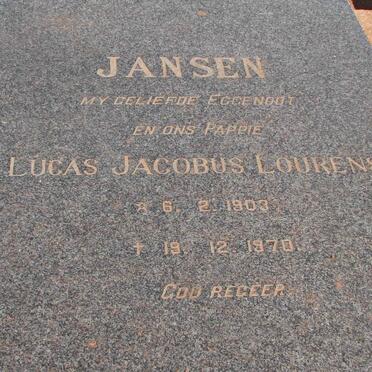 JANSEN
MY GELIEFDE EGGENOOT
EN ONS PAPPIE
LUCAS JACOBUS LOURENS
6. 2. 1903
† 19. 12. 1970.
GOD REGEER.